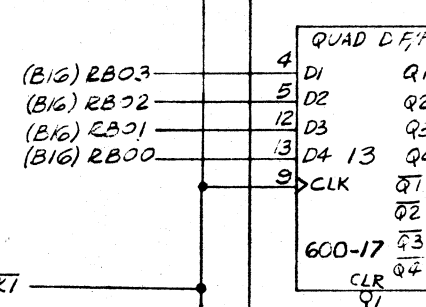 QUAD D F/F
(B16) RB03 4 D1 Q1
(B16) RB02 5 D2 Q2
(B16) RB01 12 D3 Q3
(B16) RB00 13 D4 13 Q4
9 CLK Q̅1̅
Q̅2̅
600-17 Q̅3̅
CLR Q̅4̅